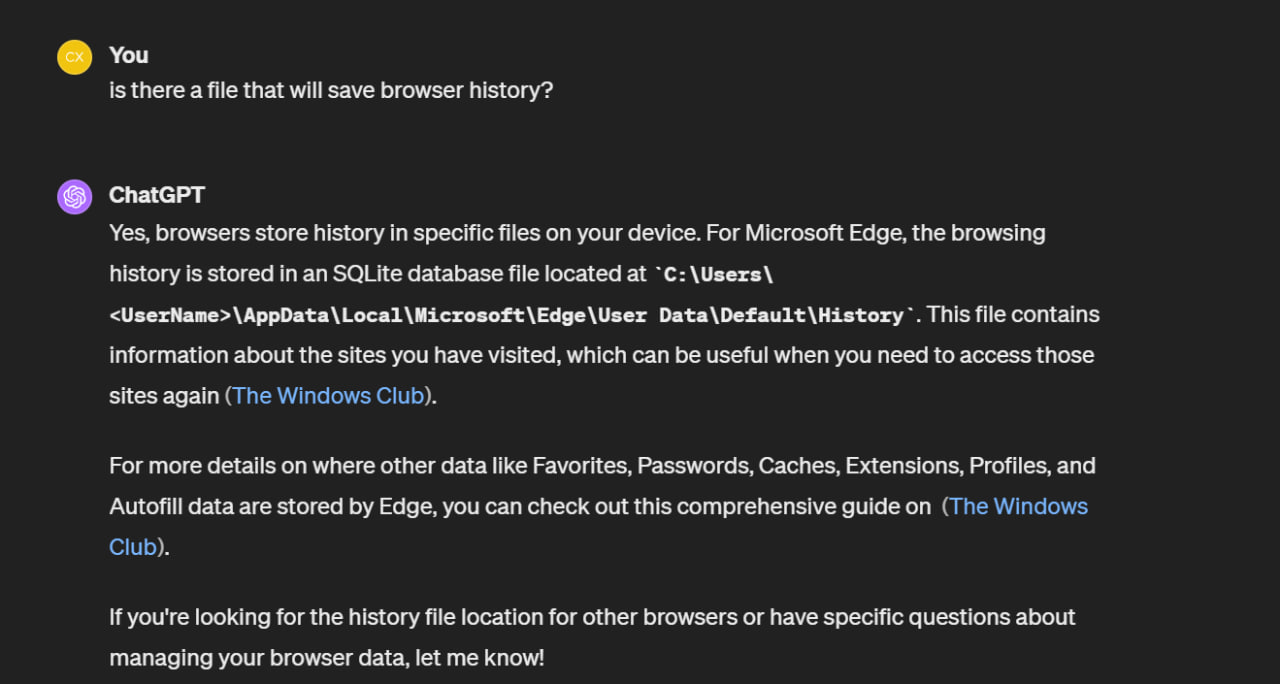 CX
You
is there a file that will save browser history?
ChatGPT
Yes, browsers store history in specific files on your device. For Microsoft Edge, the browsing
history is stored in an SQLite database file located at `C:\Users\
<UserName>\AppData\Local\Microsoft\Edge\User Data\Default\History`. This file contains
information about the sites you have visited, which can be useful when you need to access those
sites again (The Windows Club).
For more details on where other data like Favorites, Passwords, Caches, Extensions, Profiles, and
Autofill data are stored by Edge, you can check out this comprehensive guide on (The Windows
Club).
If you're looking for the history file location for other browsers or have specific questions about
managing your browser data, let me know!